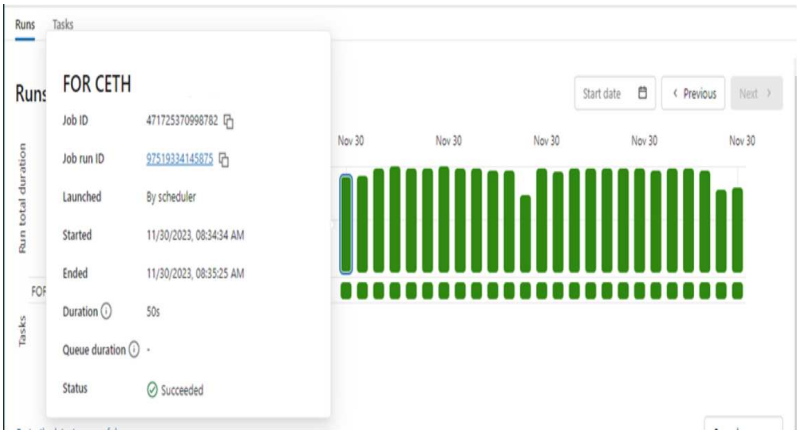 Runs Tasks
FOR CETH
Runs
Start date
Previous
Next
Job ID 471725370998782
Job run ID 97519334145875
Launched By scheduler
Started 11/30/2023, 08:34:34 AM
Ended 11/30/2023, 08:35:25 AM
Duration 50s
Queue duration -
Status Succeeded
Nov 30 Nov 30 Nov 30 Nov 30 Nov 30
Run total duration
FOR
Tasks